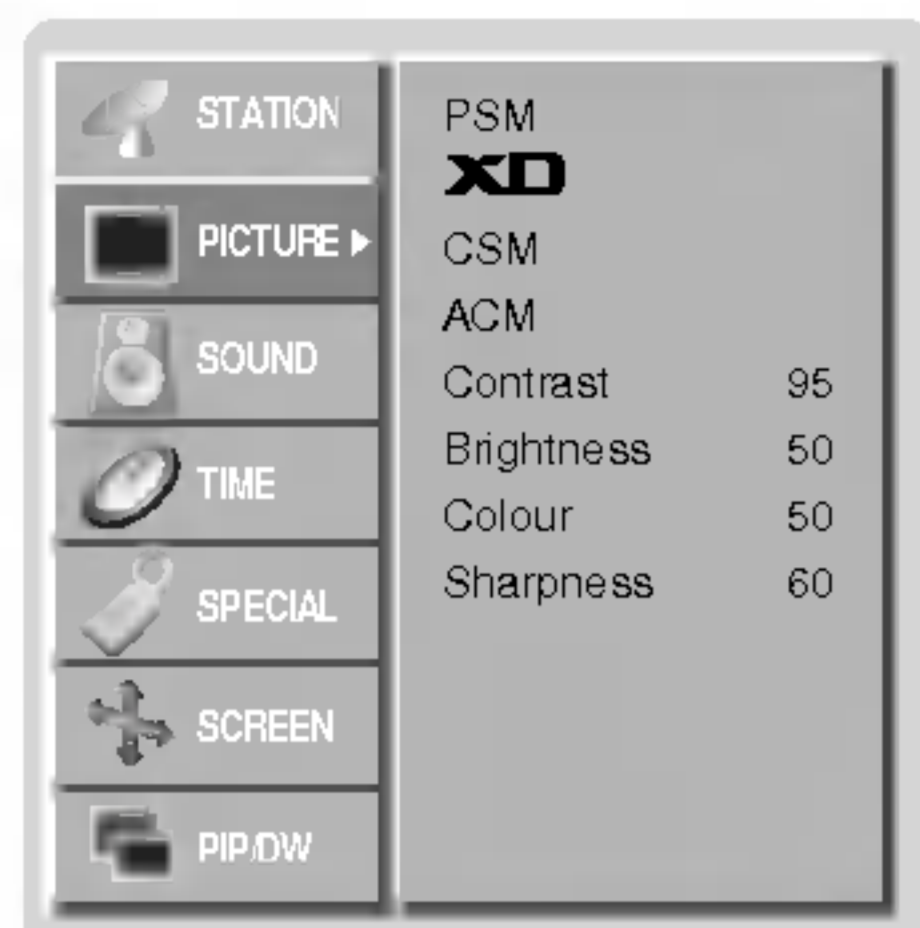 STATION
PICTURE ▶
SOUND
TIME
SPECIAL
SCREEN
PIP/DW
PSM
XD
CSM
ACM
Contrast 95
Brightness 50
Colour 50
Sharpness 60